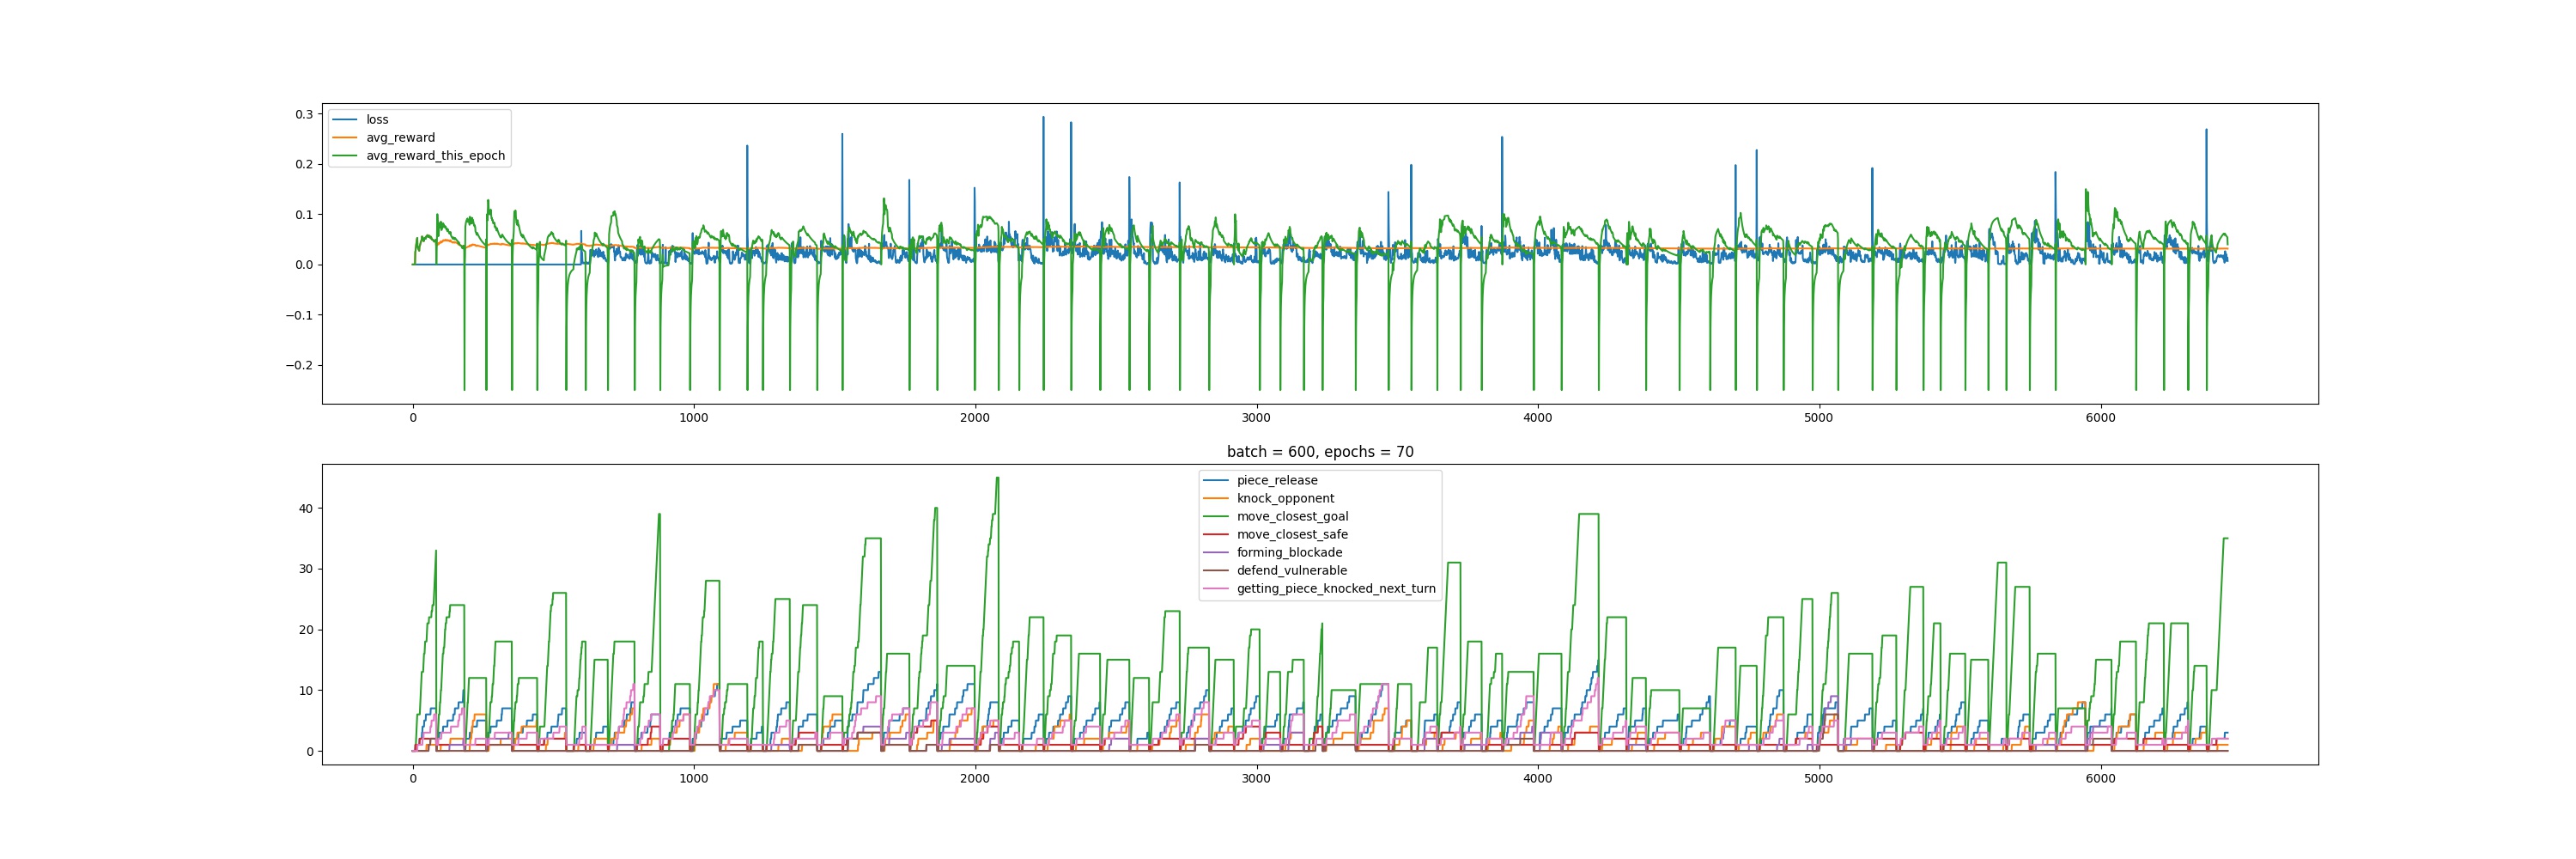 0.3
0.2
0.1
0.0
−0.1
−0.2
loss
avg_reward
avg_reward_this_epoch
0 1000 2000 3000 4000 5000 6000
batch = 600, epochs = 70
40
30
20
10
0
piece_release
knock_opponent
move_closest_goal
move_closest_safe
forming_blockade
defend_vulnerable
getting_piece_knocked_next_turn
0 1000 2000 3000 4000 5000 6000